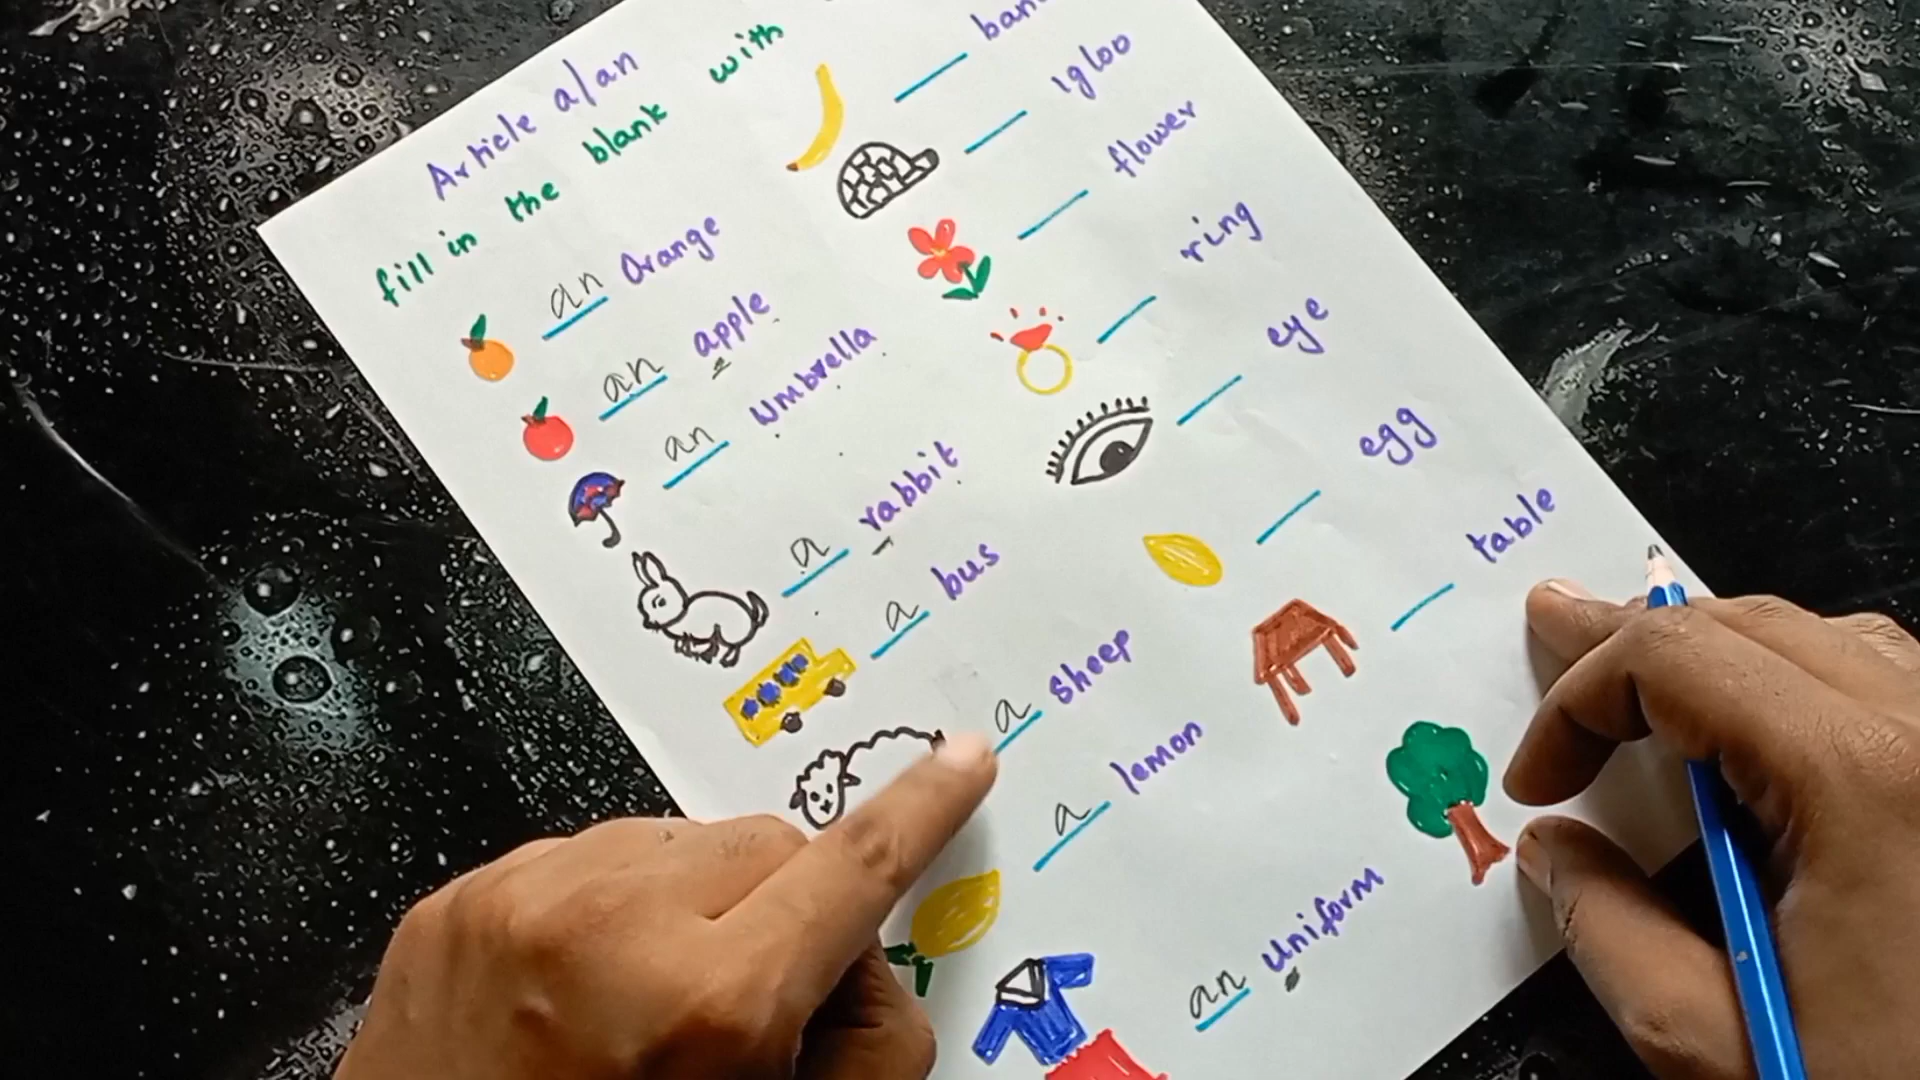 Article a/an
fill in the blank with
an Orange
an apple
an umbrella
a rabbit
a bus
a sheep
a lemon
an uniform
igloo
flower
ring
eye
egg
table